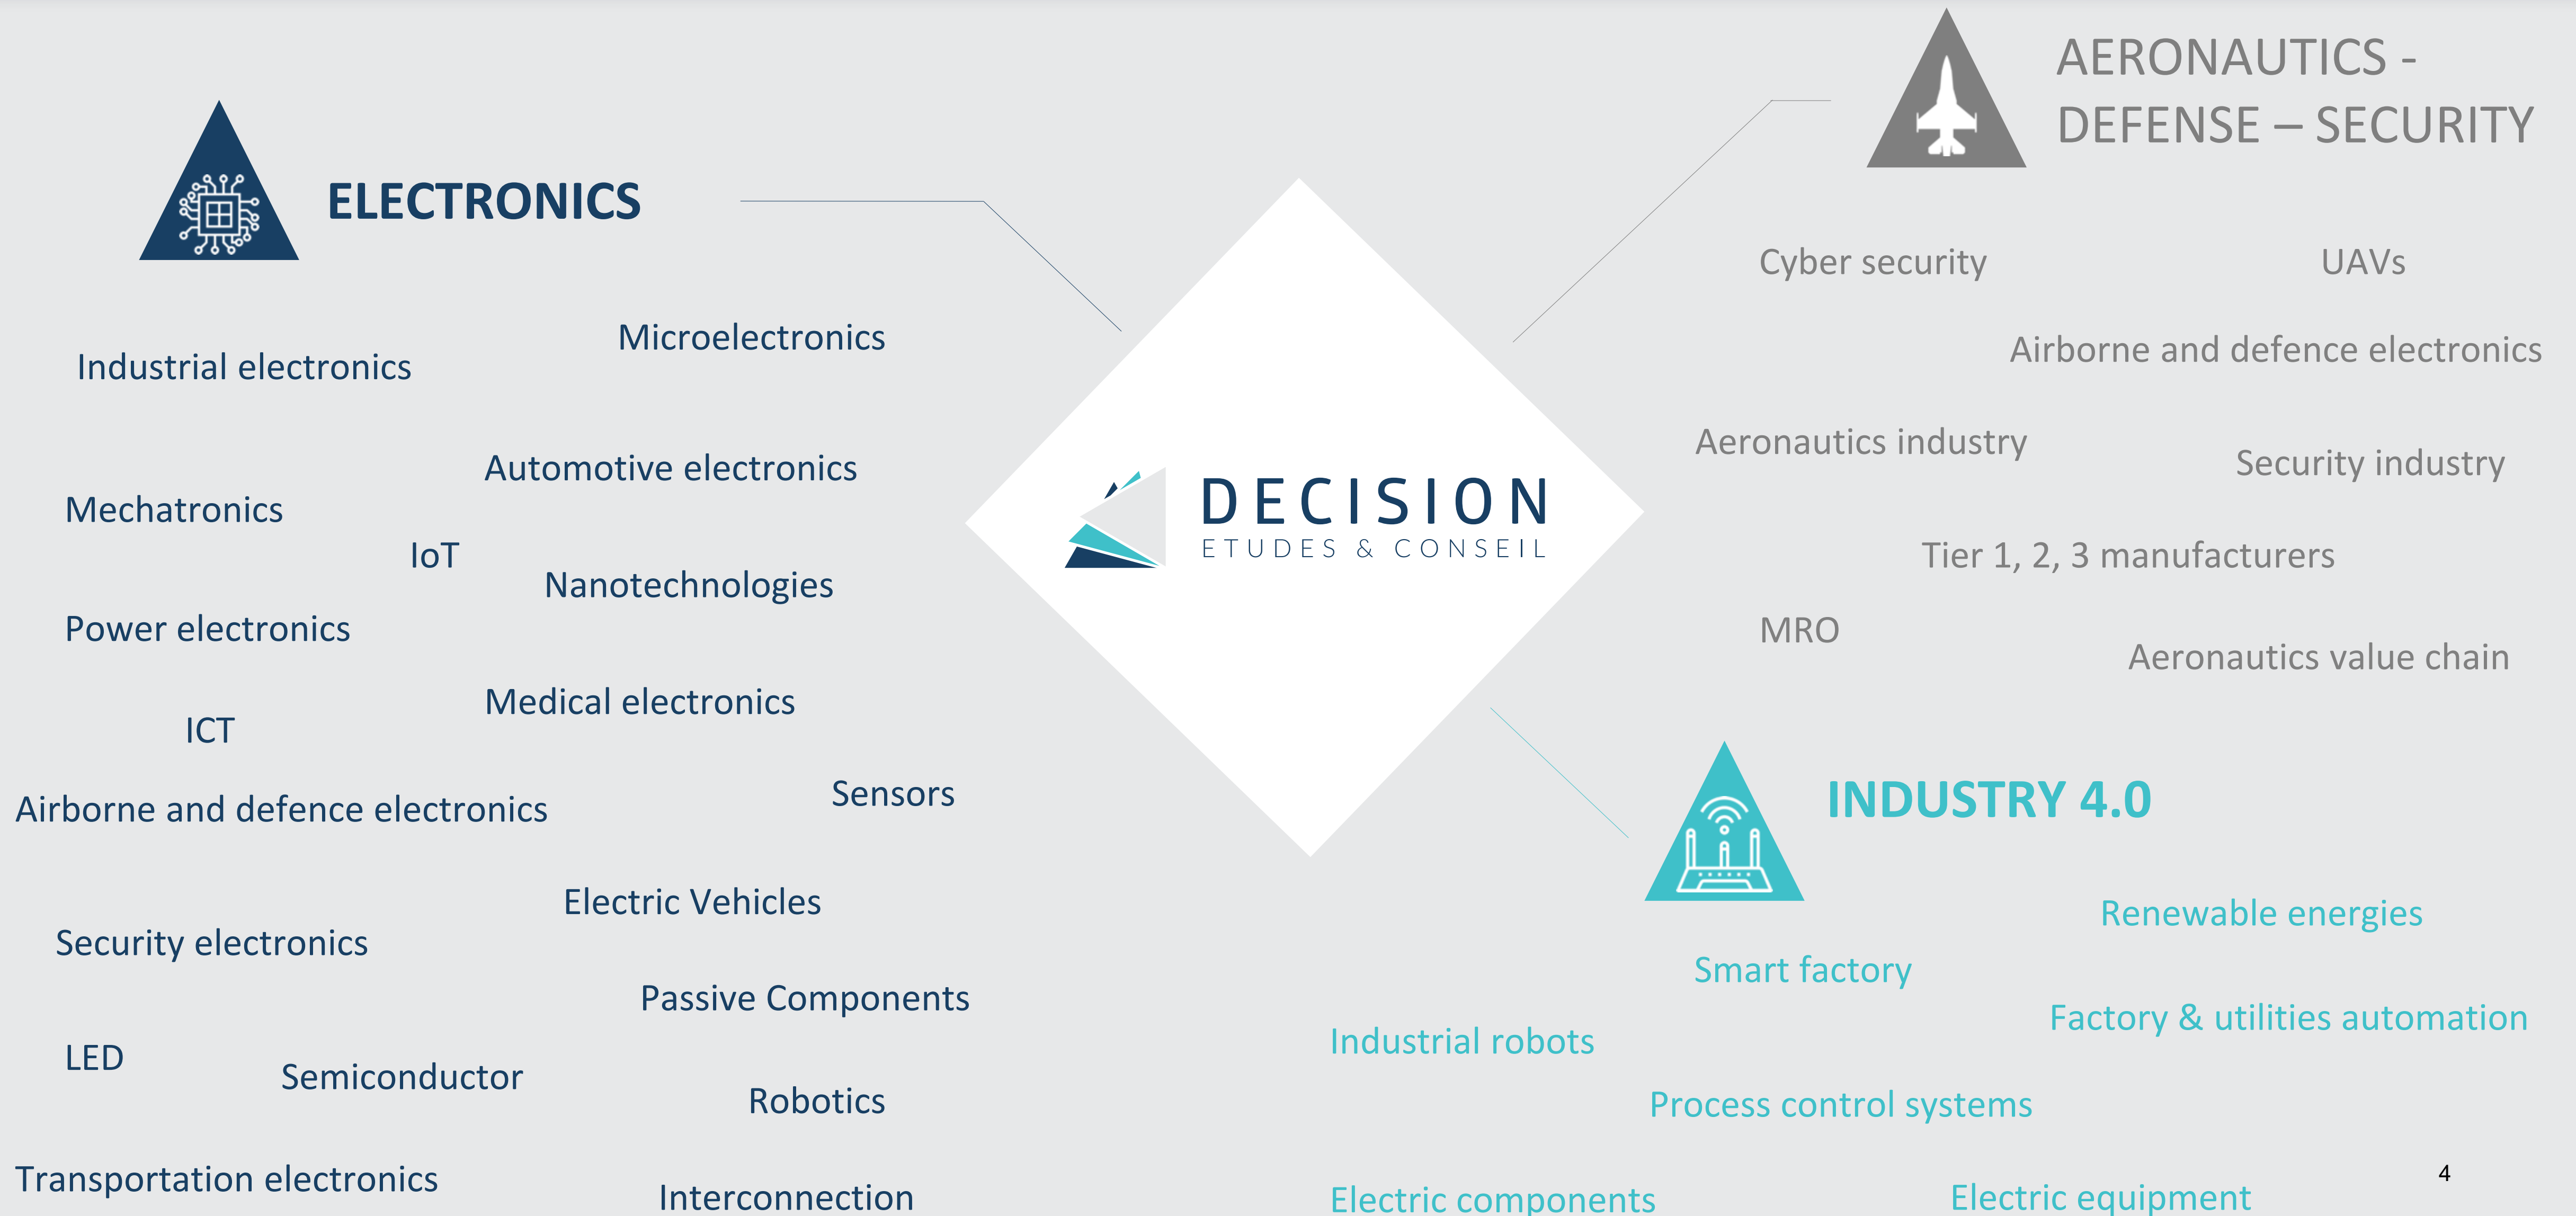 ELECTRONICS
Microelectronics
Industrial electronics
Automotive electronics
Mechatronics
IoT
Nanotechnologies
Power electronics
Medical electronics
ICT
Sensors
Airborne and defence electronics
Electric Vehicles
Security electronics
Passive Components
LED
Semiconductor
Robotics
Transportation electronics
Interconnection
DECISION
ETUDES & CONSEIL
AERONAUTICS -
DEFENSE – SECURITY
Cyber security
UAVs
Airborne and defence electronics
Aeronautics industry
Security industry
Tier 1, 2, 3 manufacturers
MRO
Aeronautics value chain
INDUSTRY 4.0
Renewable energies
Smart factory
Factory & utilities automation
Industrial robots
Process control systems
Electric components
Electric equipment
4